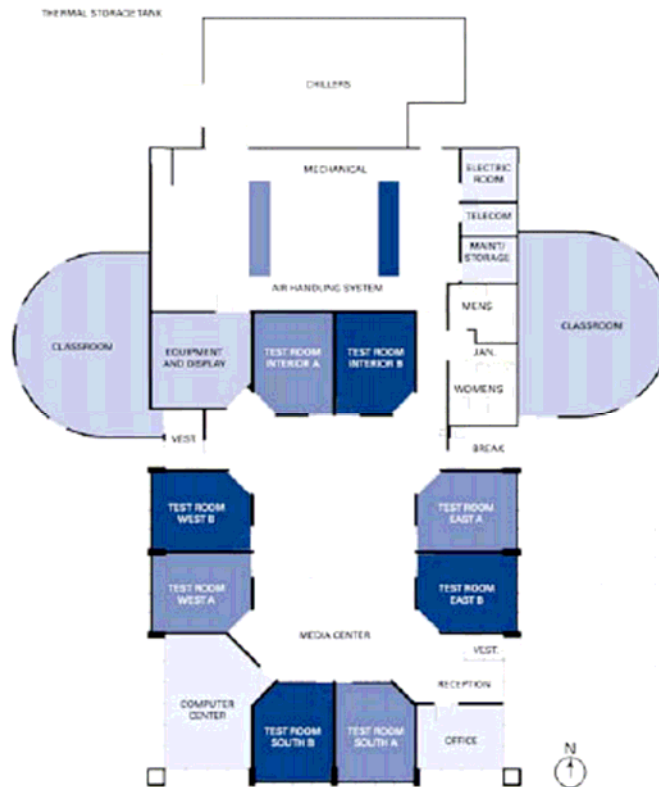 THERMAL STORAGE TANK
CHILLERS
MECHANICAL
ELECTRIC
ROOM
TELECOM
MAINT/
STORAGE
AIR HANDLING SYSTEM
MENS
CLASSROOM
EQUIPMENT
AND DISPLAY
TEST ROOM
INTERIOR A
TEST ROOM
INTERIOR B
JAN.
WOMENS
CLASSROOM
VEST.
BREAK
TEST ROOM
WEST B
TEST ROOM
EAST A
TEST ROOM
WEST A
TEST ROOM
EAST B
MEDIA CENTER
VEST.
RECEPTION
COMPUTER
CENTER
TEST ROOM
SOUTH B
TEST ROOM
SOUTH A
OFFICE
N